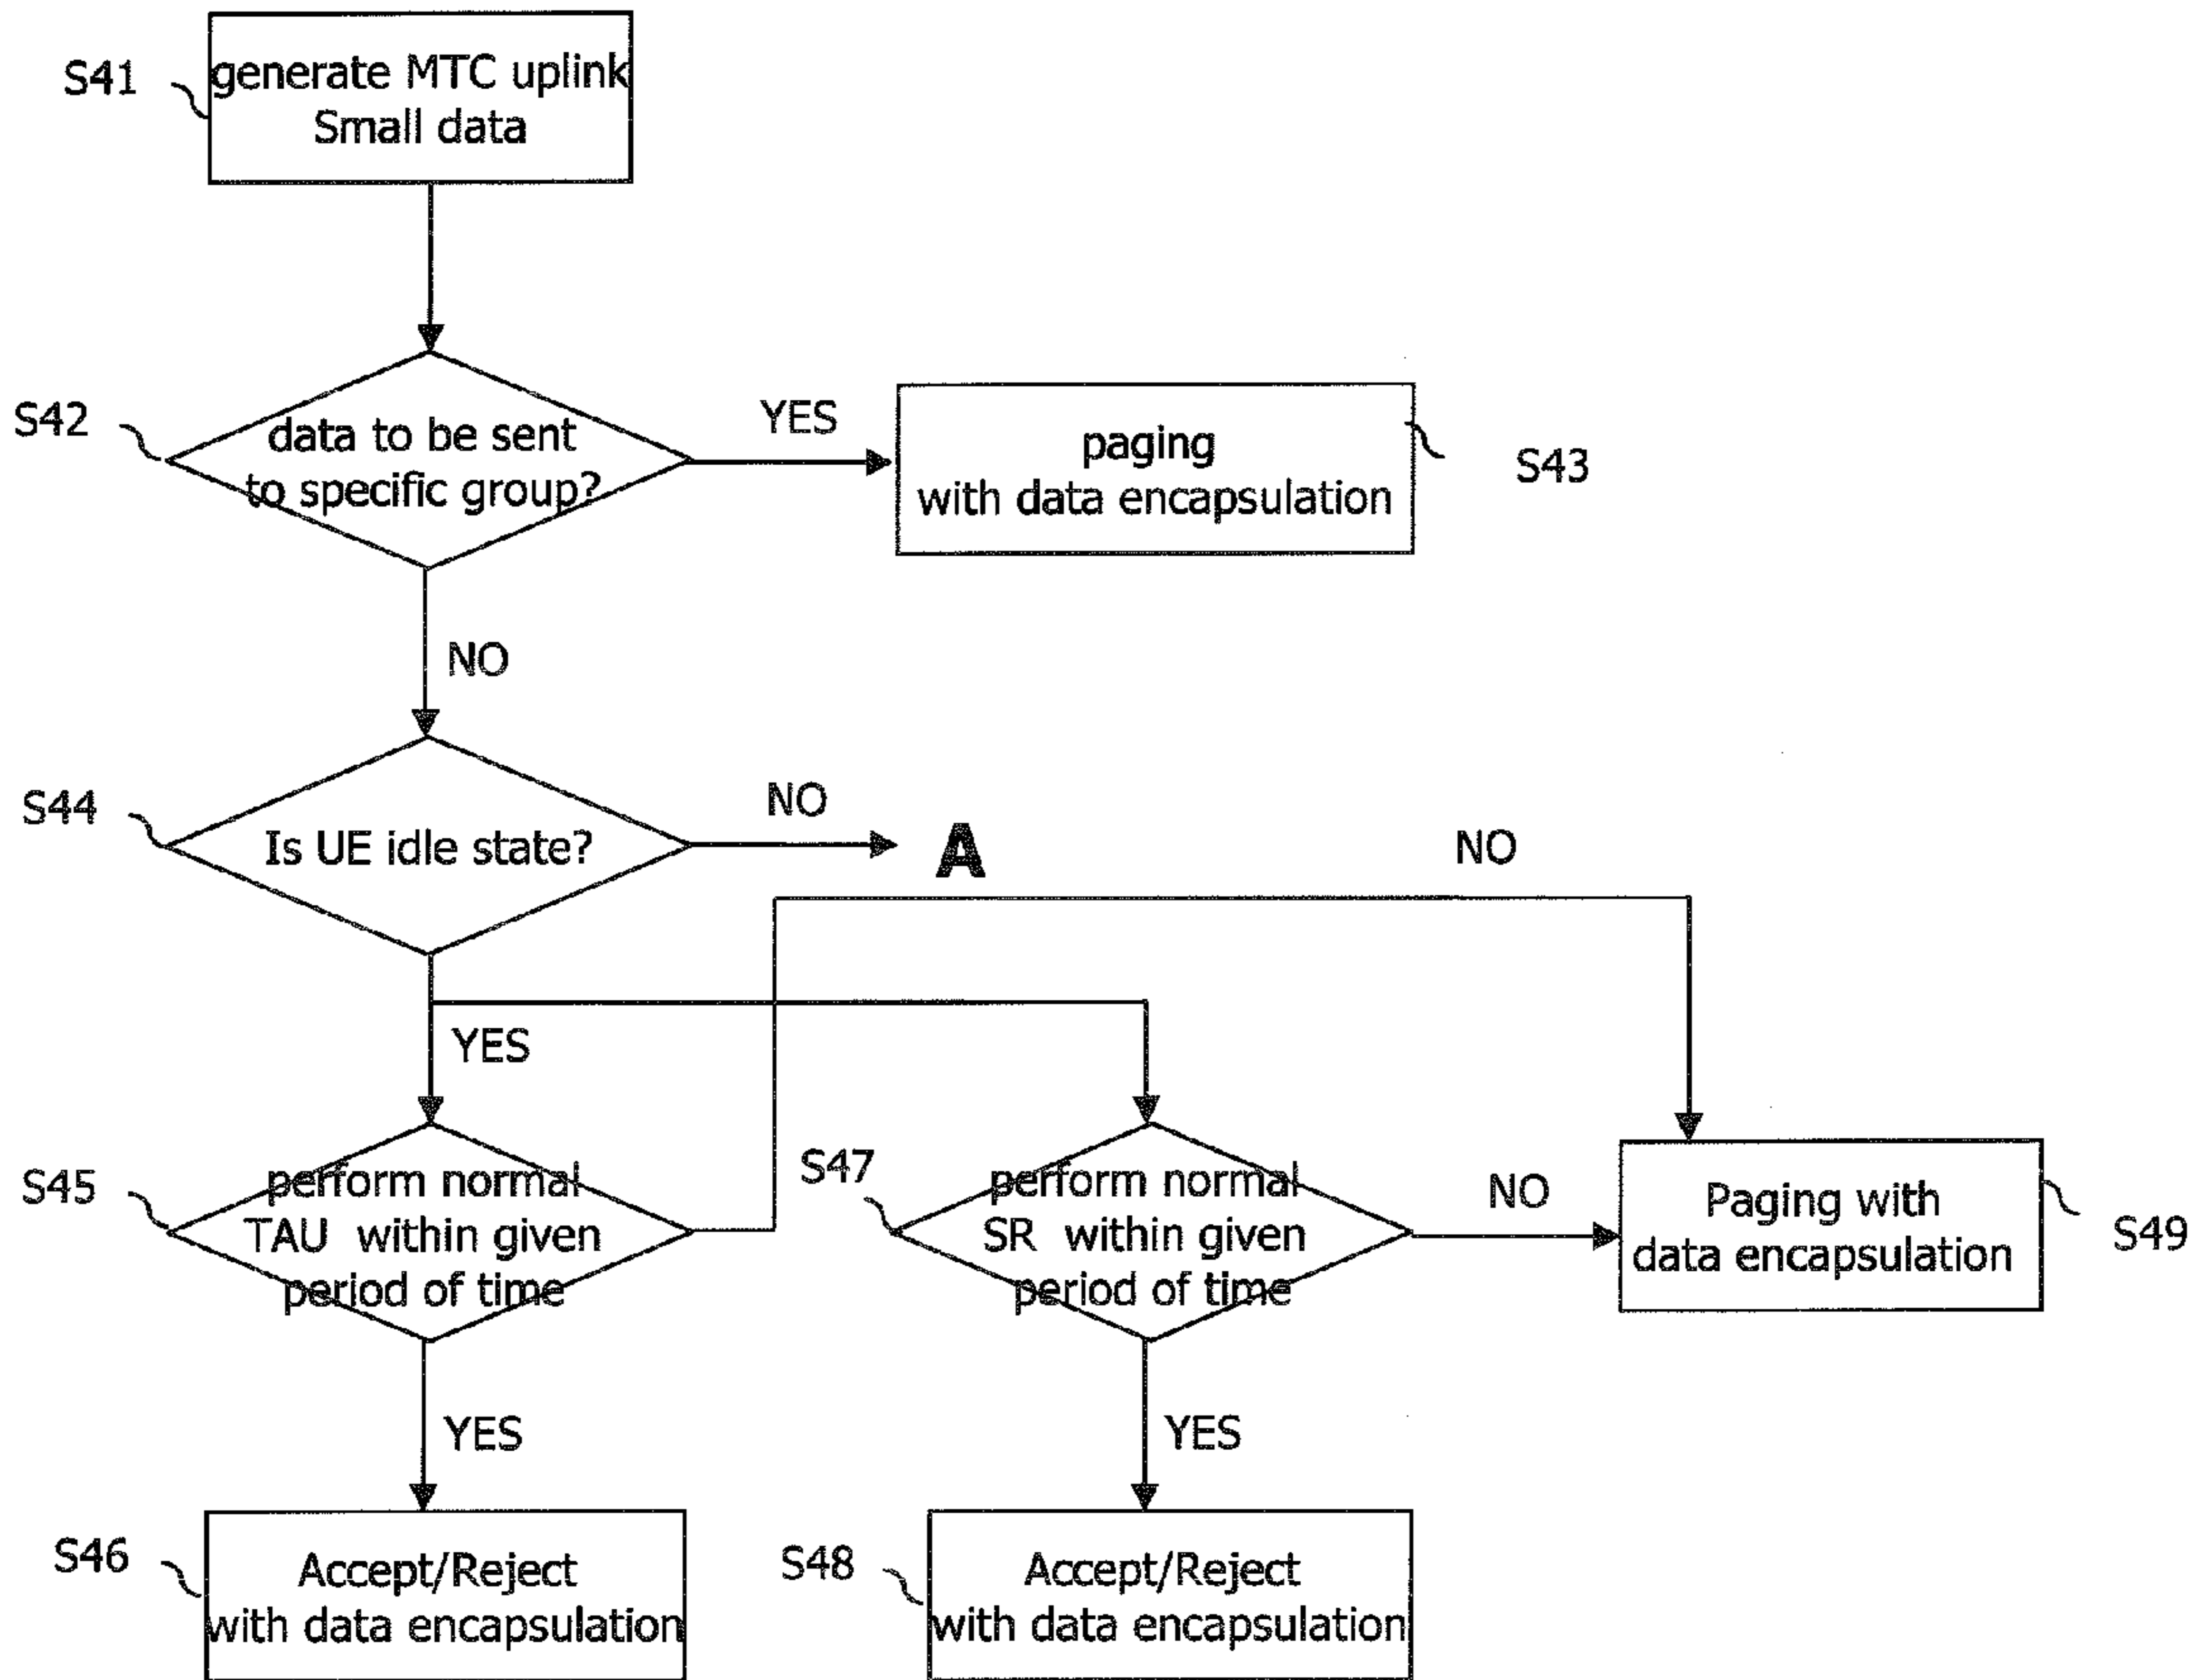 S41
generate MTC uplink
Small data
S42
data to be sent
to specific group?
YES
paging
with data encapsulation
S43
NO
S44
Is UE idle state?
NO
A
NO
YES
S45
perform normal
TAU within given
period of time
S47
perform normal
SR within given
period of time
NO
Paging with
data encapsulation
S49
YES
YES
S46
Accept/Reject
with data encapsulation
S48
Accept/Reject
with data encapsulation